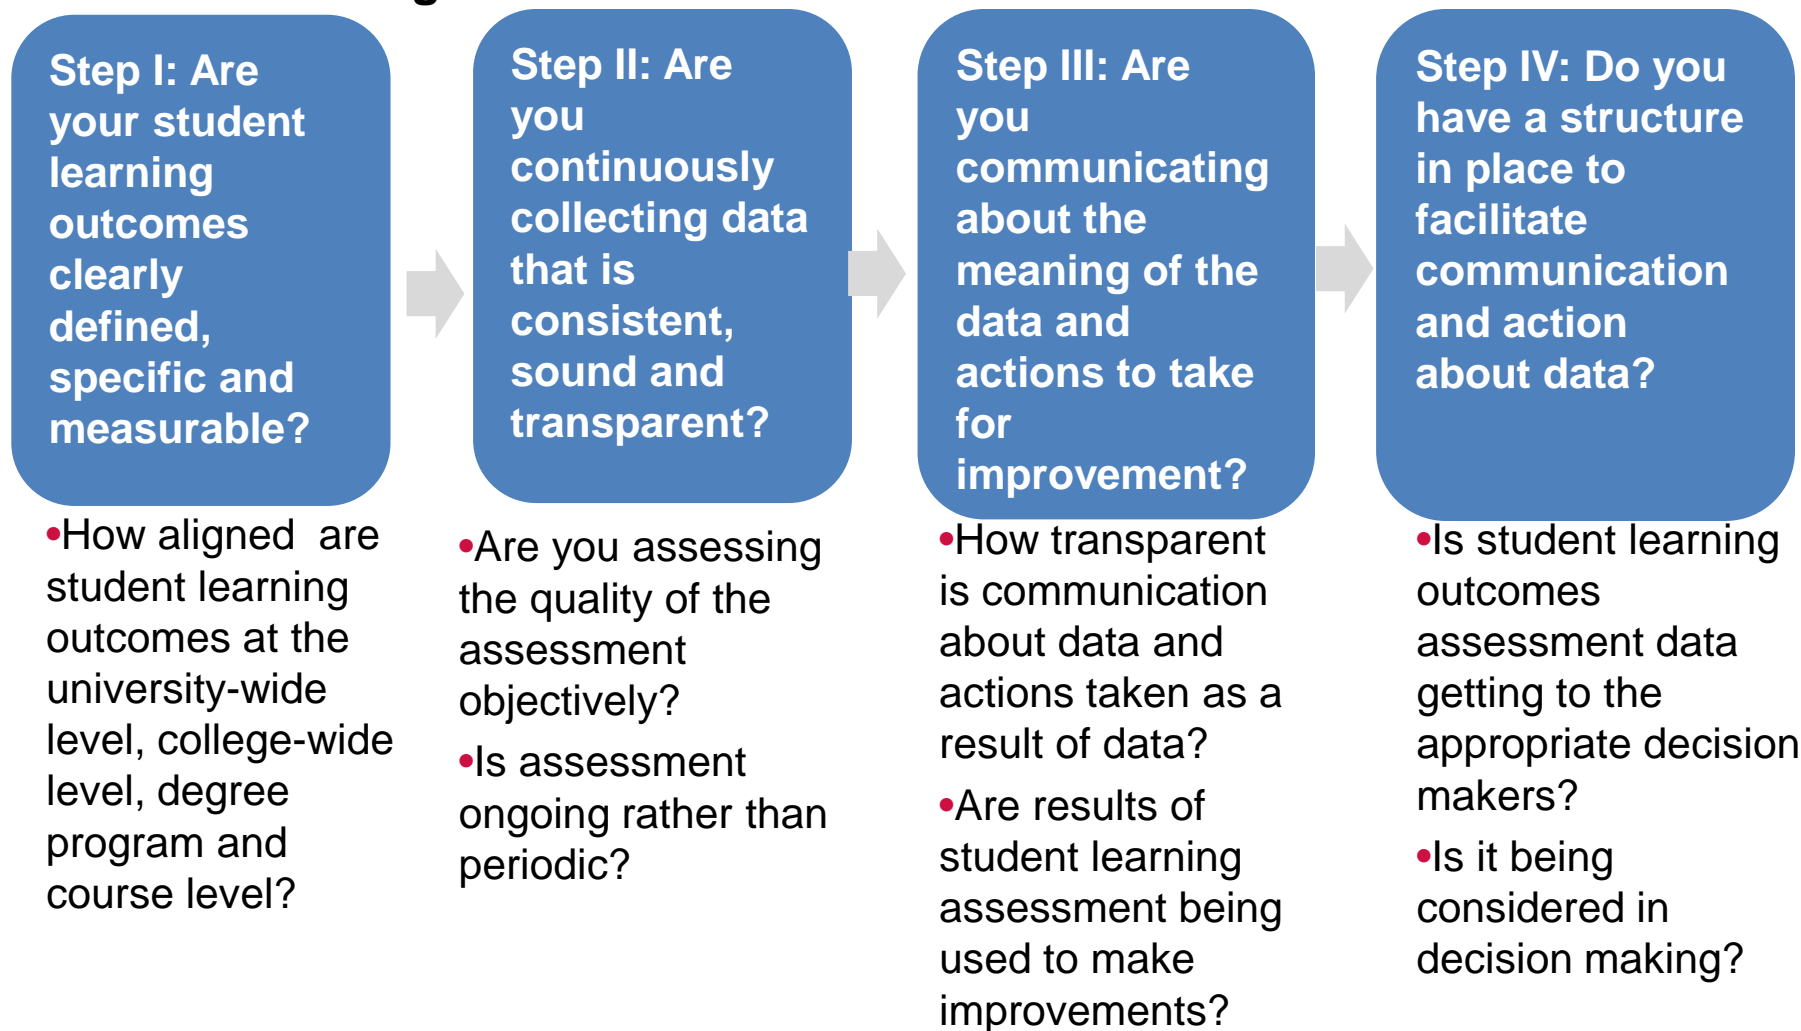 Step I: Are
your student
learning
outcomes
clearly
defined,
specific and
measurable?
•How aligned  are
student learning
outcomes at the
university-wide
level, college-wide
level, degree
program and
course level?
Step II: Are
you
continuously
collecting data
that is
consistent,
sound and
transparent?
•Are you assessing
the quality of the
assessment
objectively?
•Is assessment
ongoing rather than
periodic?
Step III: Are
you
communicating
about the
meaning of the
data and
actions to take
for
improvement?
•How transparent
is communication
about data and
actions taken as a
result of data?
•Are results of
student learning
assessment being
used to make
improvements?
Step IV: Do you
have a structure
in place to
facilitate
communication
and action
about data?
•Is student learning
outcomes
assessment data
getting to the
appropriate decision
makers?
•Is it being
considered in
decision making?